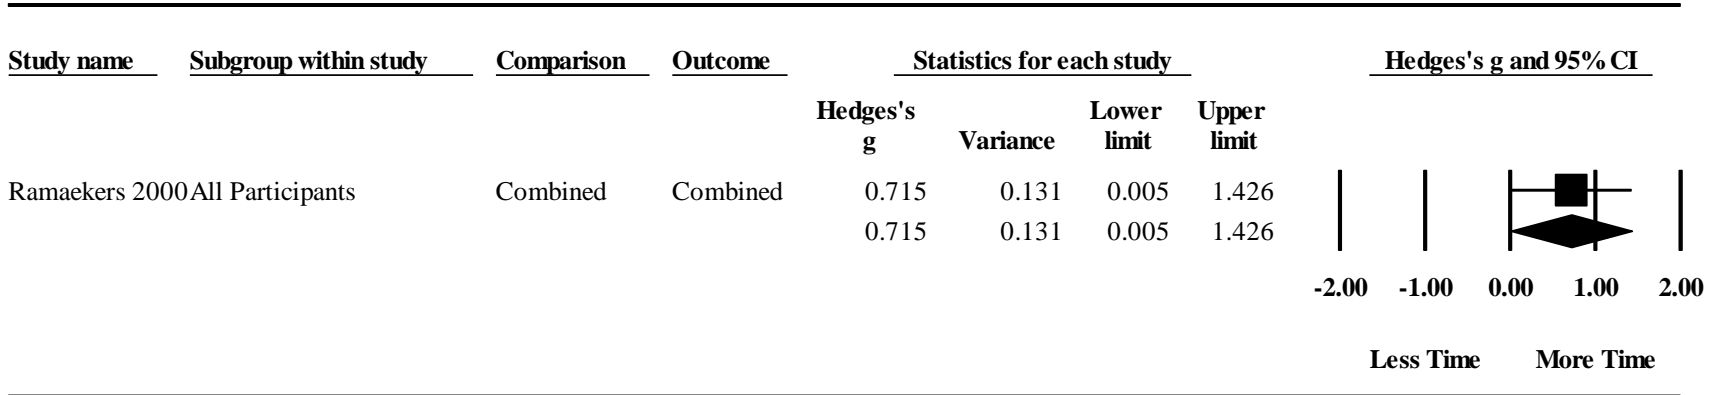 Study name Subgroup within study Comparison Outcome Statistics for each study Hedges's g and 95% CI
Hedges's g Variance Lower limit Upper limit
Ramaekers 2000 All Participants Combined Combined 0.715 0.131 0.005 1.426
0.715 0.131 0.005 1.426
-2.00 -1.00 0.00 1.00 2.00
Less Time More Time